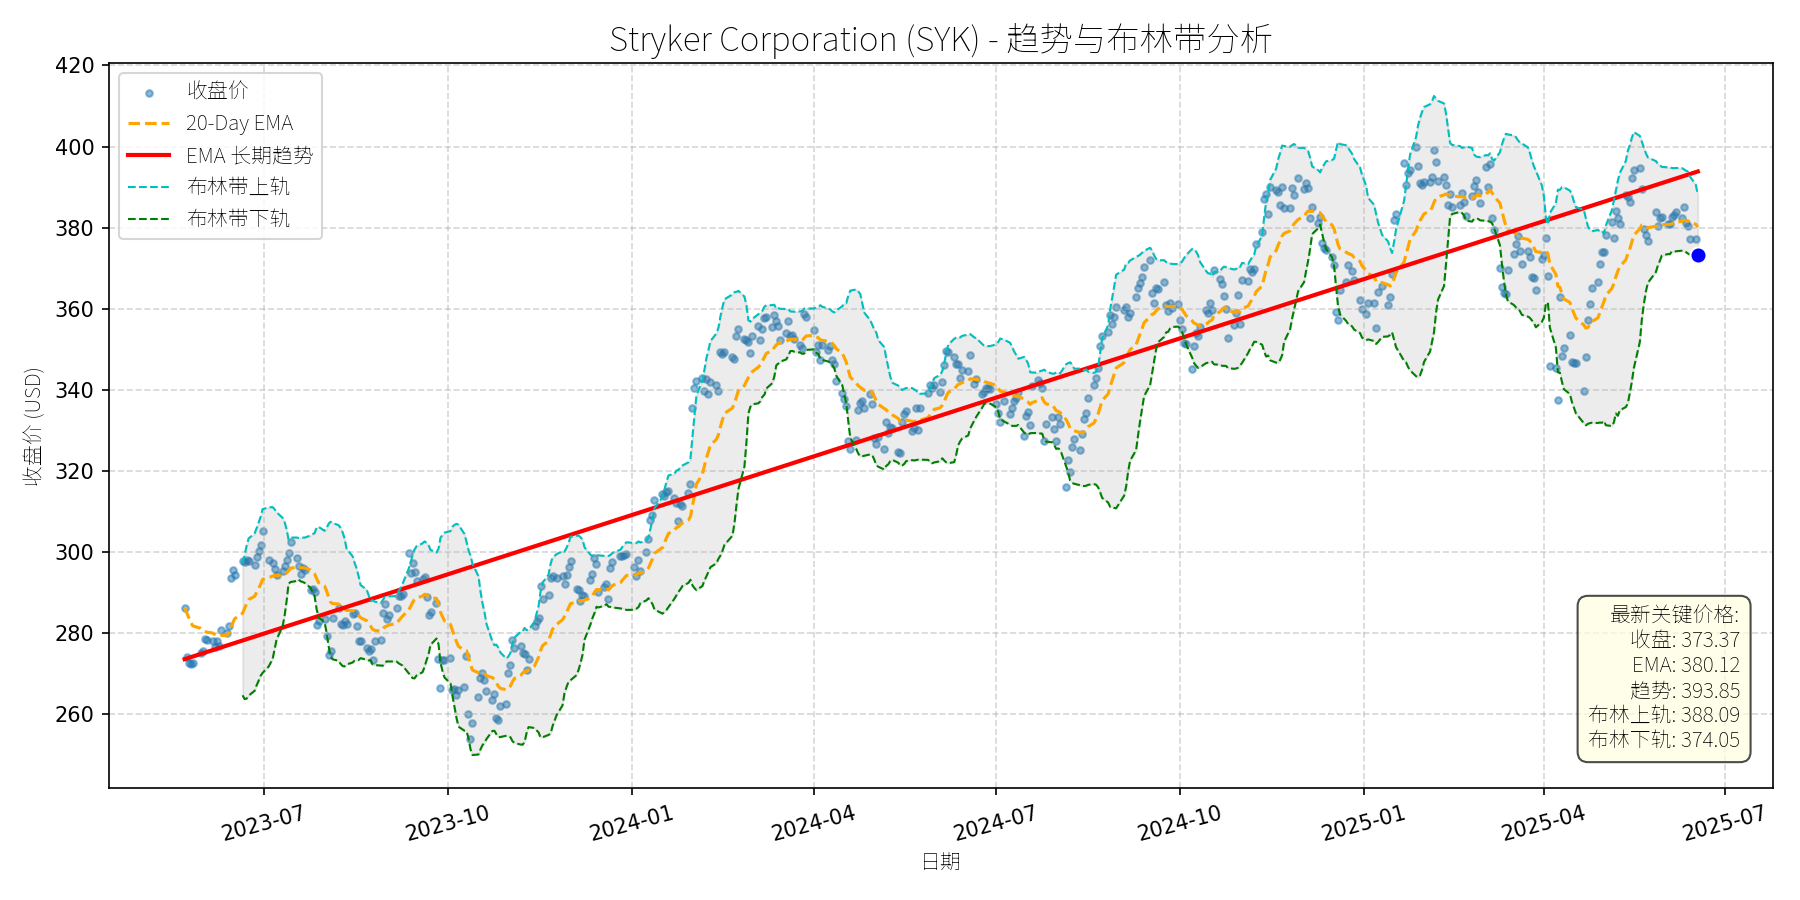 Stryker Corporation (SYK) - 趋势与布林带分析
收盘价 (USD)
420
400
380
360
340
320
300
280
260
收盘价
20-Day EMA
EMA 长期趋势
布林带上轨
布林带下轨
最新关键价格:
收盘: 373.37
EMA: 380.12
趋势: 393.85
布林上轨: 388.09
布林下轨: 374.05
2023-07
2023-10
2024-01
2024-04
2024-07
2024-10
2025-01
2025-04
2025-07
日期